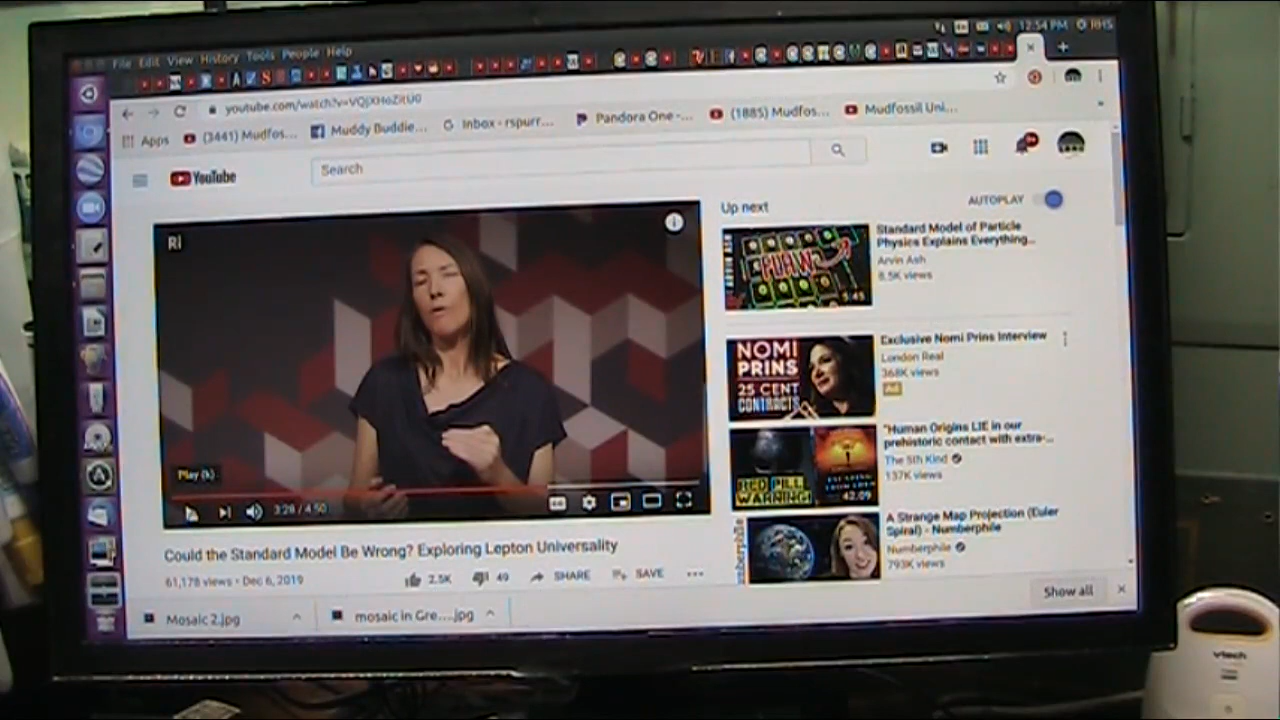 12:54 PM RHS
File Edit View History Tools People Help
youtube.com/watch?v=VQJXHoZitU0
Apps (3441) Mudfos... Muddy Buddie... Inbox - rspurr... Pandora One -... (1885) Mudfos... Mudfossil Uni...
YouTube Search
9+
Ri
Play (k)
3:28 / 4:50
Could the Standard Model Be Wrong? Exploring Lepton Universality
61,178 views • Dec 6, 2019 2.5K 49 SHARE SAVE ...
Up next AUTOPLAY
5:45
Standard Model of Particle
Physics Explains Everything...
Arvin Ash
8.5K views
NOMI
PRINS
25 CENT
CONTRACTS
Exclusive Nomi Prins Interview
London Real
368K views
Ad
RED PILL
WARNING!
42:09
"Human Origins LIE in our
prehistoric contact with extra-...
The 5th Kind
137K views
A Strange Map Projection (Euler
Spiral) - Numberphile
Numberphile
793K views
Mosaic 2.jpg mosaic in Gre....jpg Show all
vtech